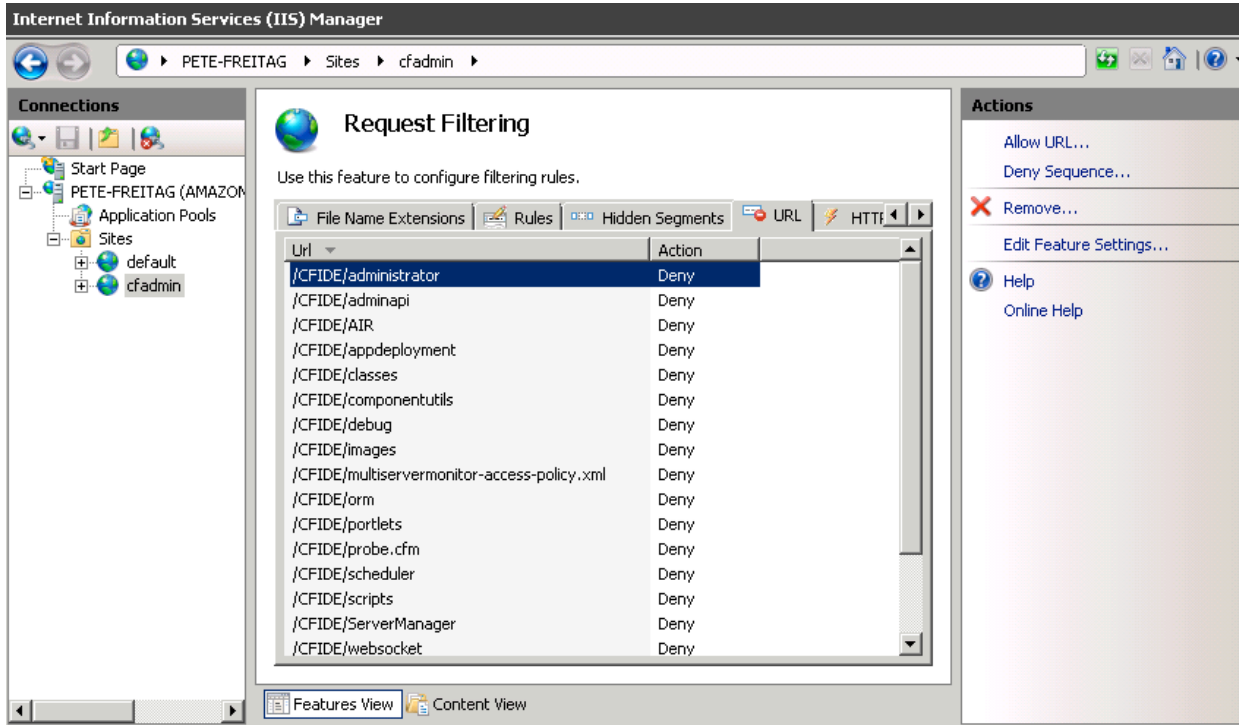 Internet Information Services (IIS) Manager
PETE-FREITAG Sites cfadmin
Connections
Start Page
PETE-FREITAG (AMAZON
Application Pools
Sites
default
cfadmin
Request Filtering
Use this feature to configure filtering rules.
File Name Extensions Rules Hidden Segments URL HTTP
Url Action
/CFIDE/administrator Deny
/CFIDE/adminapi Deny
/CFIDE/AIR Deny
/CFIDE/appdeployment Deny
/CFIDE/classes Deny
/CFIDE/componentutils Deny
/CFIDE/debug Deny
/CFIDE/images Deny
/CFIDE/multiservermonitor-access-policy.xml Deny
/CFIDE/orm Deny
/CFIDE/portlets Deny
/CFIDE/probe.cfm Deny
/CFIDE/scheduler Deny
/CFIDE/scripts Deny
/CFIDE/ServerManager Deny
/CFIDE/websocket Deny
Features View Content View
Actions
Allow URL...
Deny Sequence...
Remove...
Edit Feature Settings...
Help
Online Help